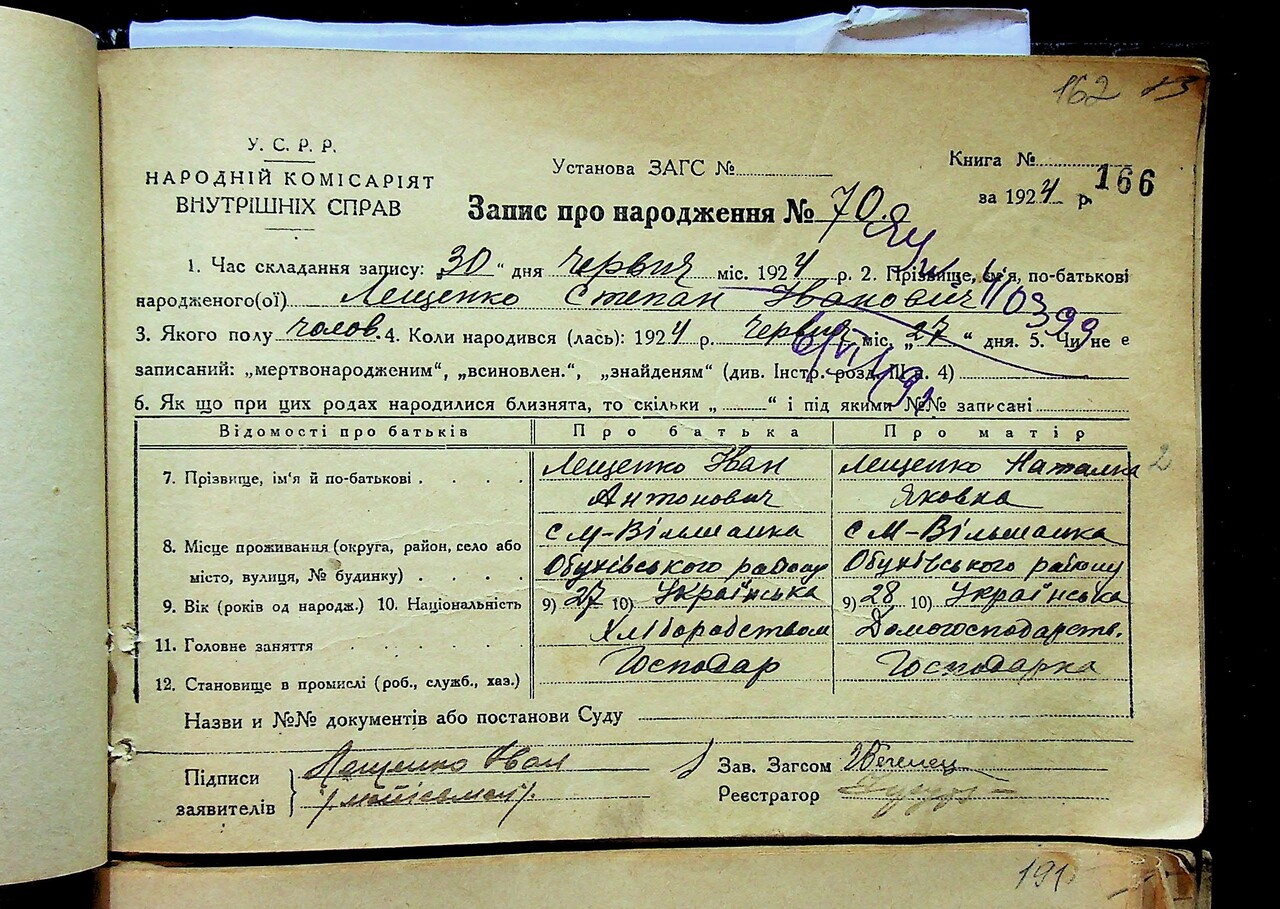 162
У. С. Р. Р.
НАРОДНІЙ КОМІСАРІЯТ
ВНУТРІШНІХ СПРАВ
Установа ЗАГС №
Книга №
за 1924 р.
166
Запис про народження № 70.
1. Час складання запису: „30“ дня червня міс. 1924 р. 2. Прізвище, ім'я, по-батькові
народженого(ої) Лещенко Степан Іванович
3. Якого полу чолов. 4. Коли народився (лась): 1924 р. червня міс. „27“ дня. 5. Чи не є
записаний: „мертвонародженим“, „всиновлен.“, „знайденям“ (див. Інстр. розд. III а. 4)
6. Як що при цих родах народилися близнята, то скільки „ “ і під якими №№ записані
Відомості про батьків Про батька Про матір
7. Прізвище, ім'я й по-батькові Лещенко Іван Лещенко Наталка 2
Антонович Яковна
8. Місце проживання (округа, район, село або с М-Вільшанка с М-Вільшанка
місто, вулиця, № будинку) Обухівського району Обухівського району
9. Вік (років од народж.) 10. Національність 9) 27 10) Українська 9) 28 10) Українська
11. Головне заняття Хліборобством Домогосподарств.
12. Становище в промислі (роб., служб., хаз.) Господар Господарка
Назви и №№ документів або постанови Суду
Підписи заявителів Лещенко Іван
Зав. Загсом
Реєстратор
191